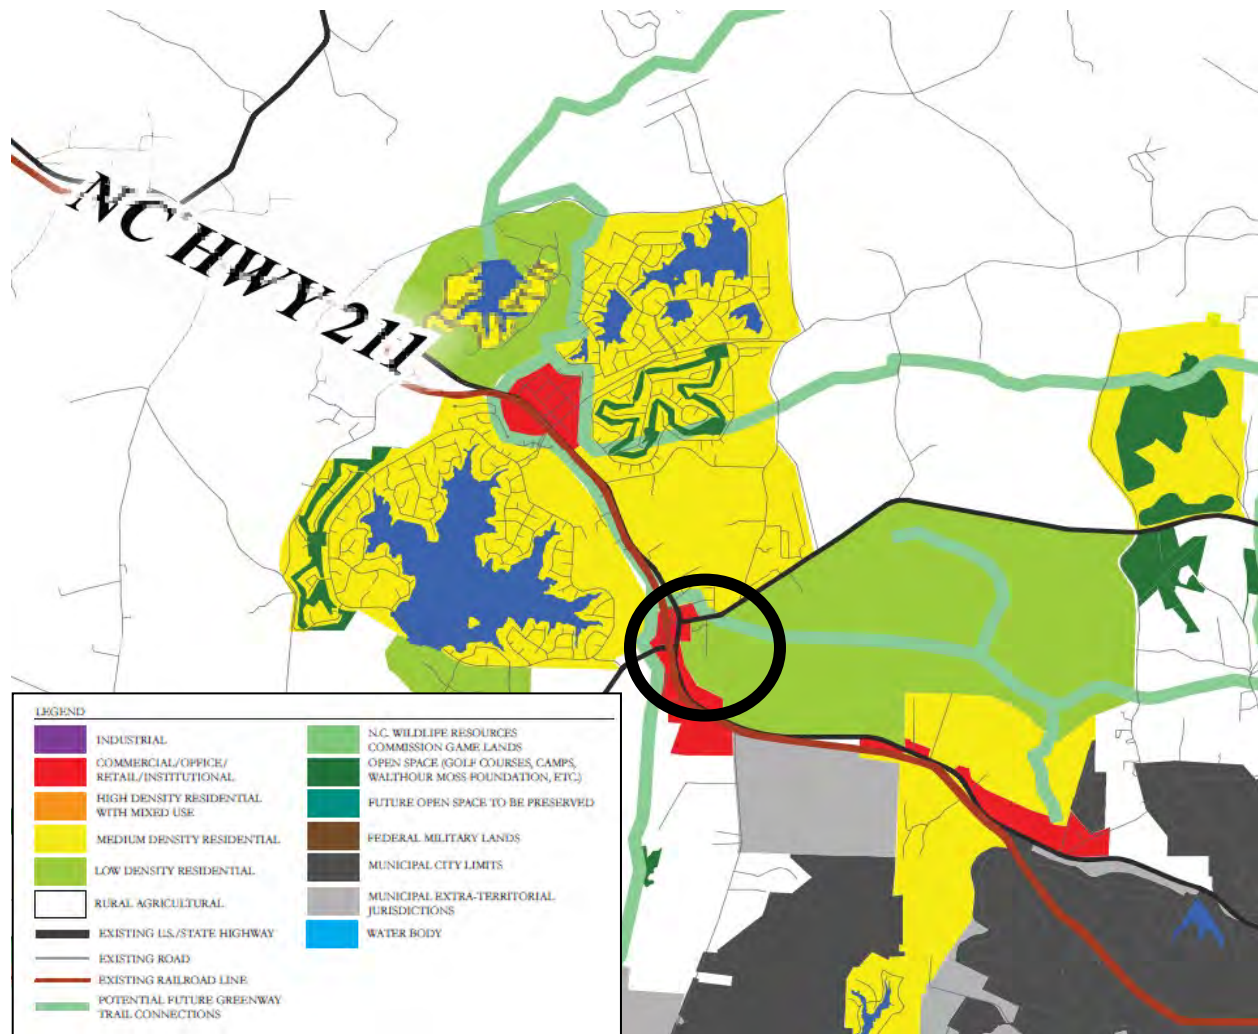 NC HWY 211
LEGEND
INDUSTRIAL
COMMERCIAL/OFFICE/
RETAIL/INSTITUTIONAL
HIGH DENSITY RESIDENTIAL
WITH MIXED USE
MEDIUM DENSITY RESIDENTIAL
LOW DENSITY RESIDENTIAL
RURAL AGRICULTURAL
EXISTING U.S./STATE HIGHWAY
EXISTING ROAD
EXISTING RAILROAD LINE
POTENTIAL FUTURE GREENWAY
TRAIL CONNECTIONS
N.C. WILDLIFE RESOURCES
COMMISSION GAME LANDS
OPEN SPACE (GOLF COURSES, CAMPS,
WALTHOUR MOSS FOUNDATION, ETC.)
FUTURE OPEN SPACE TO BE PRESERVED
FEDERAL MILITARY LANDS
MUNICIPAL CITY LIMITS
MUNICIPAL EXTRA-TERRITORIAL
JURISDICTIONS
WATER BODY